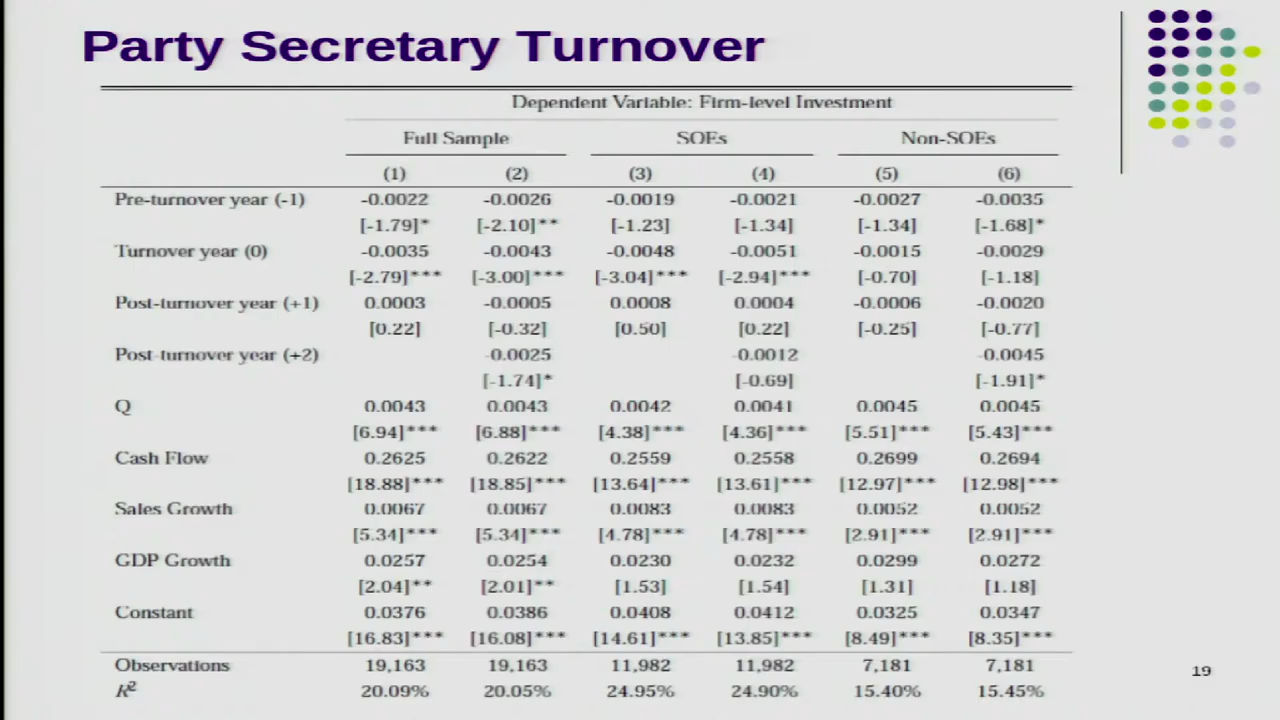 Party Secretary Turnover
Dependent Variable: Firm-level Investment
Full Sample SOEs Non-SOEs
(1) (2) (3) (4) (5) (6)
Pre-turnover year (-1) -0.0022 -0.0026 -0.0019 -0.0021 -0.0027 -0.0035
[-1.79]* [-2.10]** [-1.23] [-1.34] [-1.34] [-1.68]*
Turnover year (0) -0.0035 -0.0043 -0.0048 -0.0051 -0.0015 -0.0029
[-2.79]*** [-3.00]*** [-3.04]*** [-2.94]*** [-0.70] [-1.18]
Post-turnover year (+1) 0.0003 -0.0005 0.0008 0.0004 -0.0006 -0.0020
[0.22] [-0.32] [0.50] [0.22] [-0.25] [-0.77]
Post-turnover year (+2) -0.0025 -0.0012 -0.0045
[-1.74]* [-0.69] [-1.91]*
Q 0.0043 0.0043 0.0042 0.0041 0.0045 0.0045
[6.94]*** [6.88]*** [4.38]*** [4.36]*** [5.51]*** [5.43]***
Cash Flow 0.2625 0.2622 0.2559 0.2558 0.2699 0.2694
[18.88]*** [18.85]*** [13.64]*** [13.61]*** [12.97]*** [12.98]***
Sales Growth 0.0067 0.0067 0.0083 0.0083 0.0052 0.0052
[5.34]*** [5.34]*** [4.78]*** [4.78]*** [2.91]*** [2.91]***
GDP Growth 0.0257 0.0254 0.0230 0.0232 0.0299 0.0272
[2.04]** [2.01]** [1.53] [1.54] [1.31] [1.18]
Constant 0.0376 0.0386 0.0408 0.0412 0.0325 0.0347
[16.83]*** [16.08]*** [14.61]*** [13.85]*** [8.49]*** [8.35]***
Observations 19,163 19,163 11,982 11,982 7,181 7,181
R² 20.09% 20.05% 24.95% 24.90% 15.40% 15.45%
19